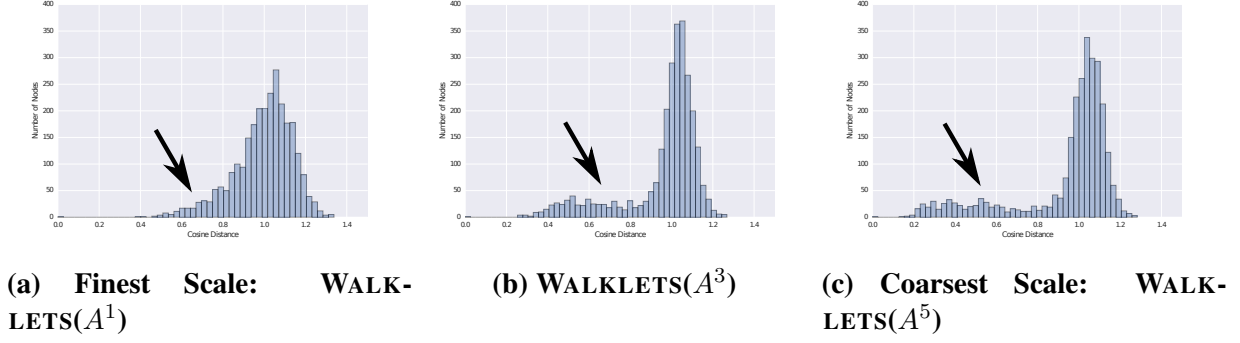 400
350
300
250
200
150
100
50
0
Number of Nodes
0.0 0.2 0.4 0.6 0.8 1.0 1.2 1.4
Cosine Distance
(a) Finest Scale: WALK-
LETS(A^1)
400
350
300
250
200
150
100
50
0
Number of Nodes
0.0 0.2 0.4 0.6 0.8 1.0 1.2 1.4
Cosine Distance
(b) WALKLETS(A^3)
400
350
300
250
200
150
100
50
0
Number of Nodes
0.0 0.2 0.4 0.6 0.8 1.0 1.2 1.4
Cosine Distance
(c) Coarsest Scale: WALK-
LETS(A^5)